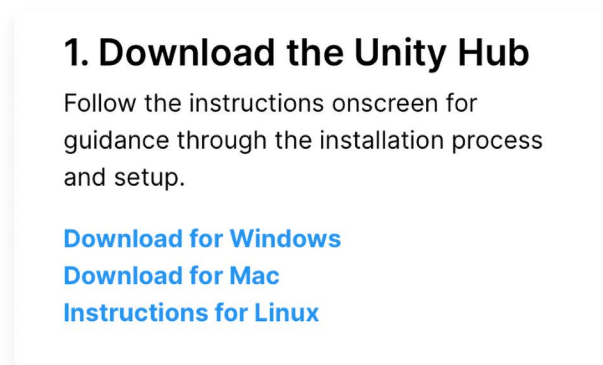 1. Download the Unity Hub
Follow the instructions onscreen for
guidance through the installation process
and setup.
Download for Windows
Download for Mac
Instructions for Linux